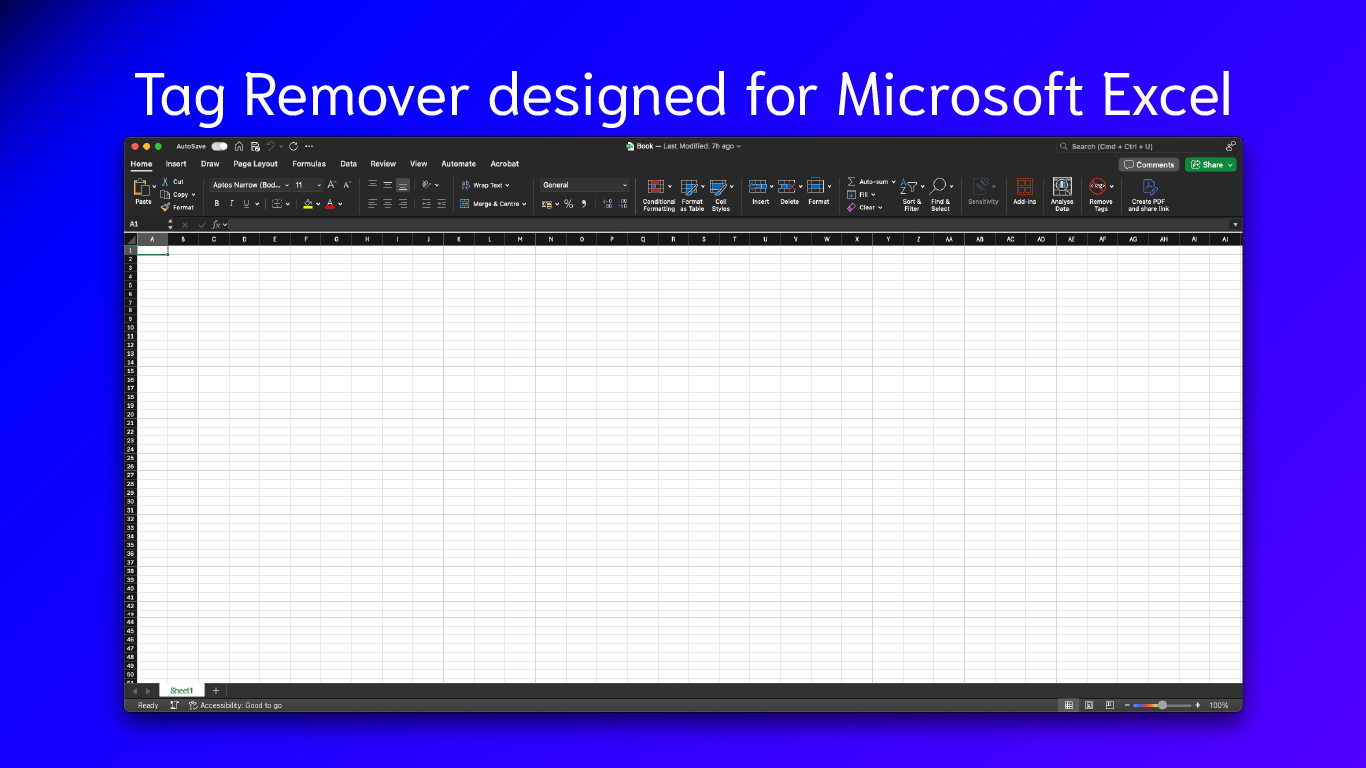 Tag Remover designed for Microsoft Excel
AutoSave
Book — Last Modified: 7h ago
Search (Cmd + Ctrl + U)
Home Insert Draw Page Layout Formulas Data Review View Automate Acrobat
Comments Share
Paste
Cut
Copy
Format
Aptos Narrow (Bod... 11
B I U
Wrap Text
Merge & Centre
General
Conditional Formatting
Format as Table
Cell Styles
Insert
Delete
Format
Auto-sum
Fill
Clear
Sort & Filter
Find & Select
Sensitivity
Add-ins
Analyse Data
Remove Tags
Create PDF and share link
A1 fx
A B C D E F G H I J K L M N O P Q R S T U V W X Y Z AA AB AC AD AE AF AG AH AI AJ
1
2
3
4
5
6
7
8
9
10
11
12
13
14
15
16
17
18
19
20
21
22
23
24
25
26
27
28
29
30
31
32
33
34
35
36
37
38
39
40
41
42
43
44
45
46
47
48
49
50
Sheet1 +
Ready Accessibility: Good to go 100%